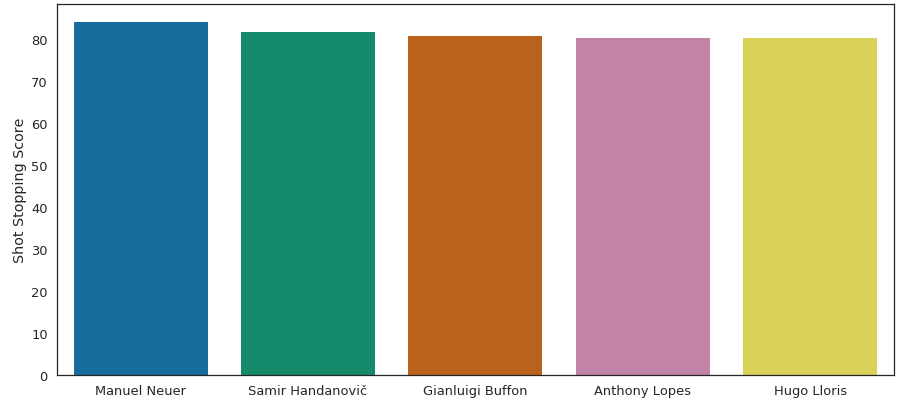 Shot Stopping Score
80
70
60
50
40
30
20
10
0
Manuel Neuer
Samir Handanovič
Gianluigi Buffon
Anthony Lopes
Hugo Lloris